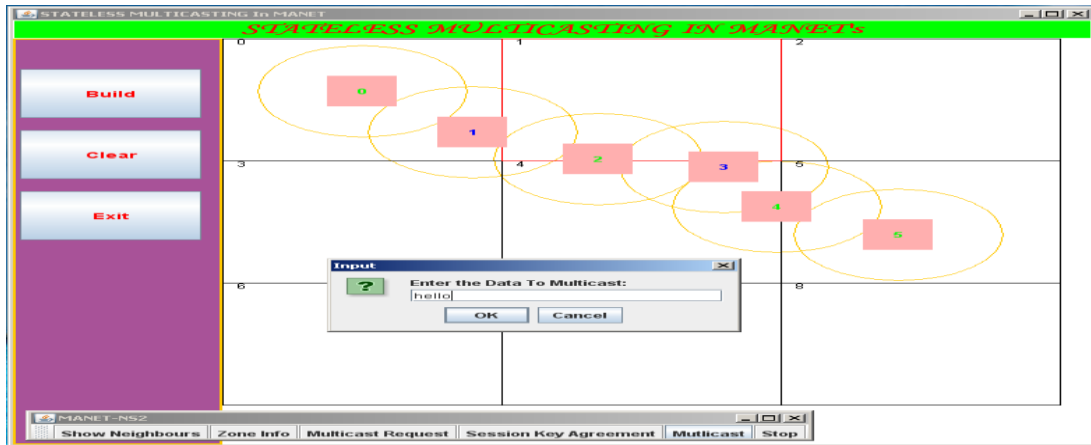 STATELESS MULTICASTING In MANET
STATELESS MULTICASTING IN MANET's
0 1 2
Build
0
Clear
1
2
3
3 4 5
Exit
4
5
Input
?
Enter the Data To Multicast:
hello
6 8
OK Cancel
MANET-NS2
Show Neighbours Zone Info Multicast Request Session Key Agreement Mutlicast Stop